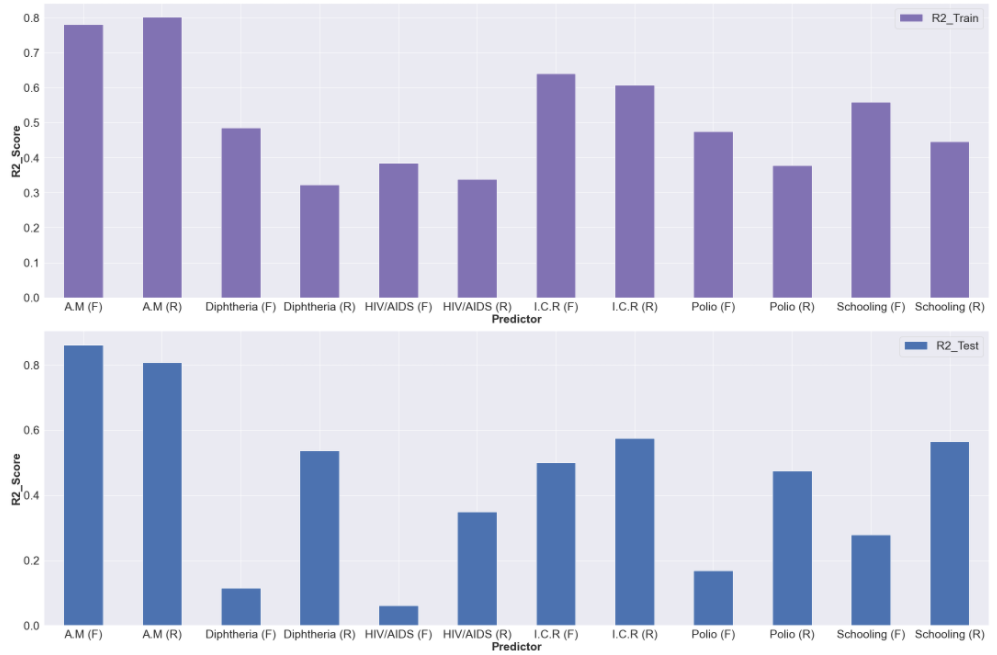 0.8
R2_Train
0.7
0.6
0.5
0.4
0.3
0.2
0.1
0.0
R2_Score
A.M (F) A.M (R) Diphtheria (F) Diphtheria (R) HIV/AIDS (F) HIV/AIDS (R) I.C.R (F) I.C.R (R) Polio (F) Polio (R) Schooling (F) Schooling (R)
Predictor
R2_Test
0.8
0.6
0.4
0.2
0.0
R2_Score
A.M (F) A.M (R) Diphtheria (F) Diphtheria (R) HIV/AIDS (F) HIV/AIDS (R) I.C.R (F) I.C.R (R) Polio (F) Polio (R) Schooling (F) Schooling (R)
Predictor